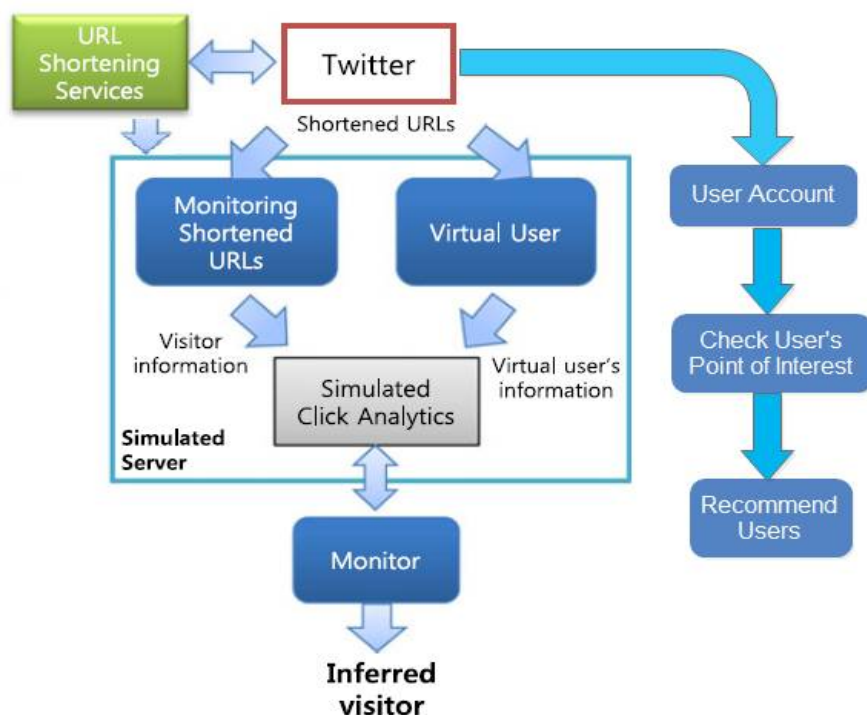 URL
Shortening
Services
Twitter
Shortened URLs
Monitoring
Shortened
URLs
Virtual User
User Account
Visitor
information
Virtual user's
information
Simulated
Click Analytics
Simulated
Server
Check User's
Point of Interest
Recommend
Users
Monitor
Inferred
visitor